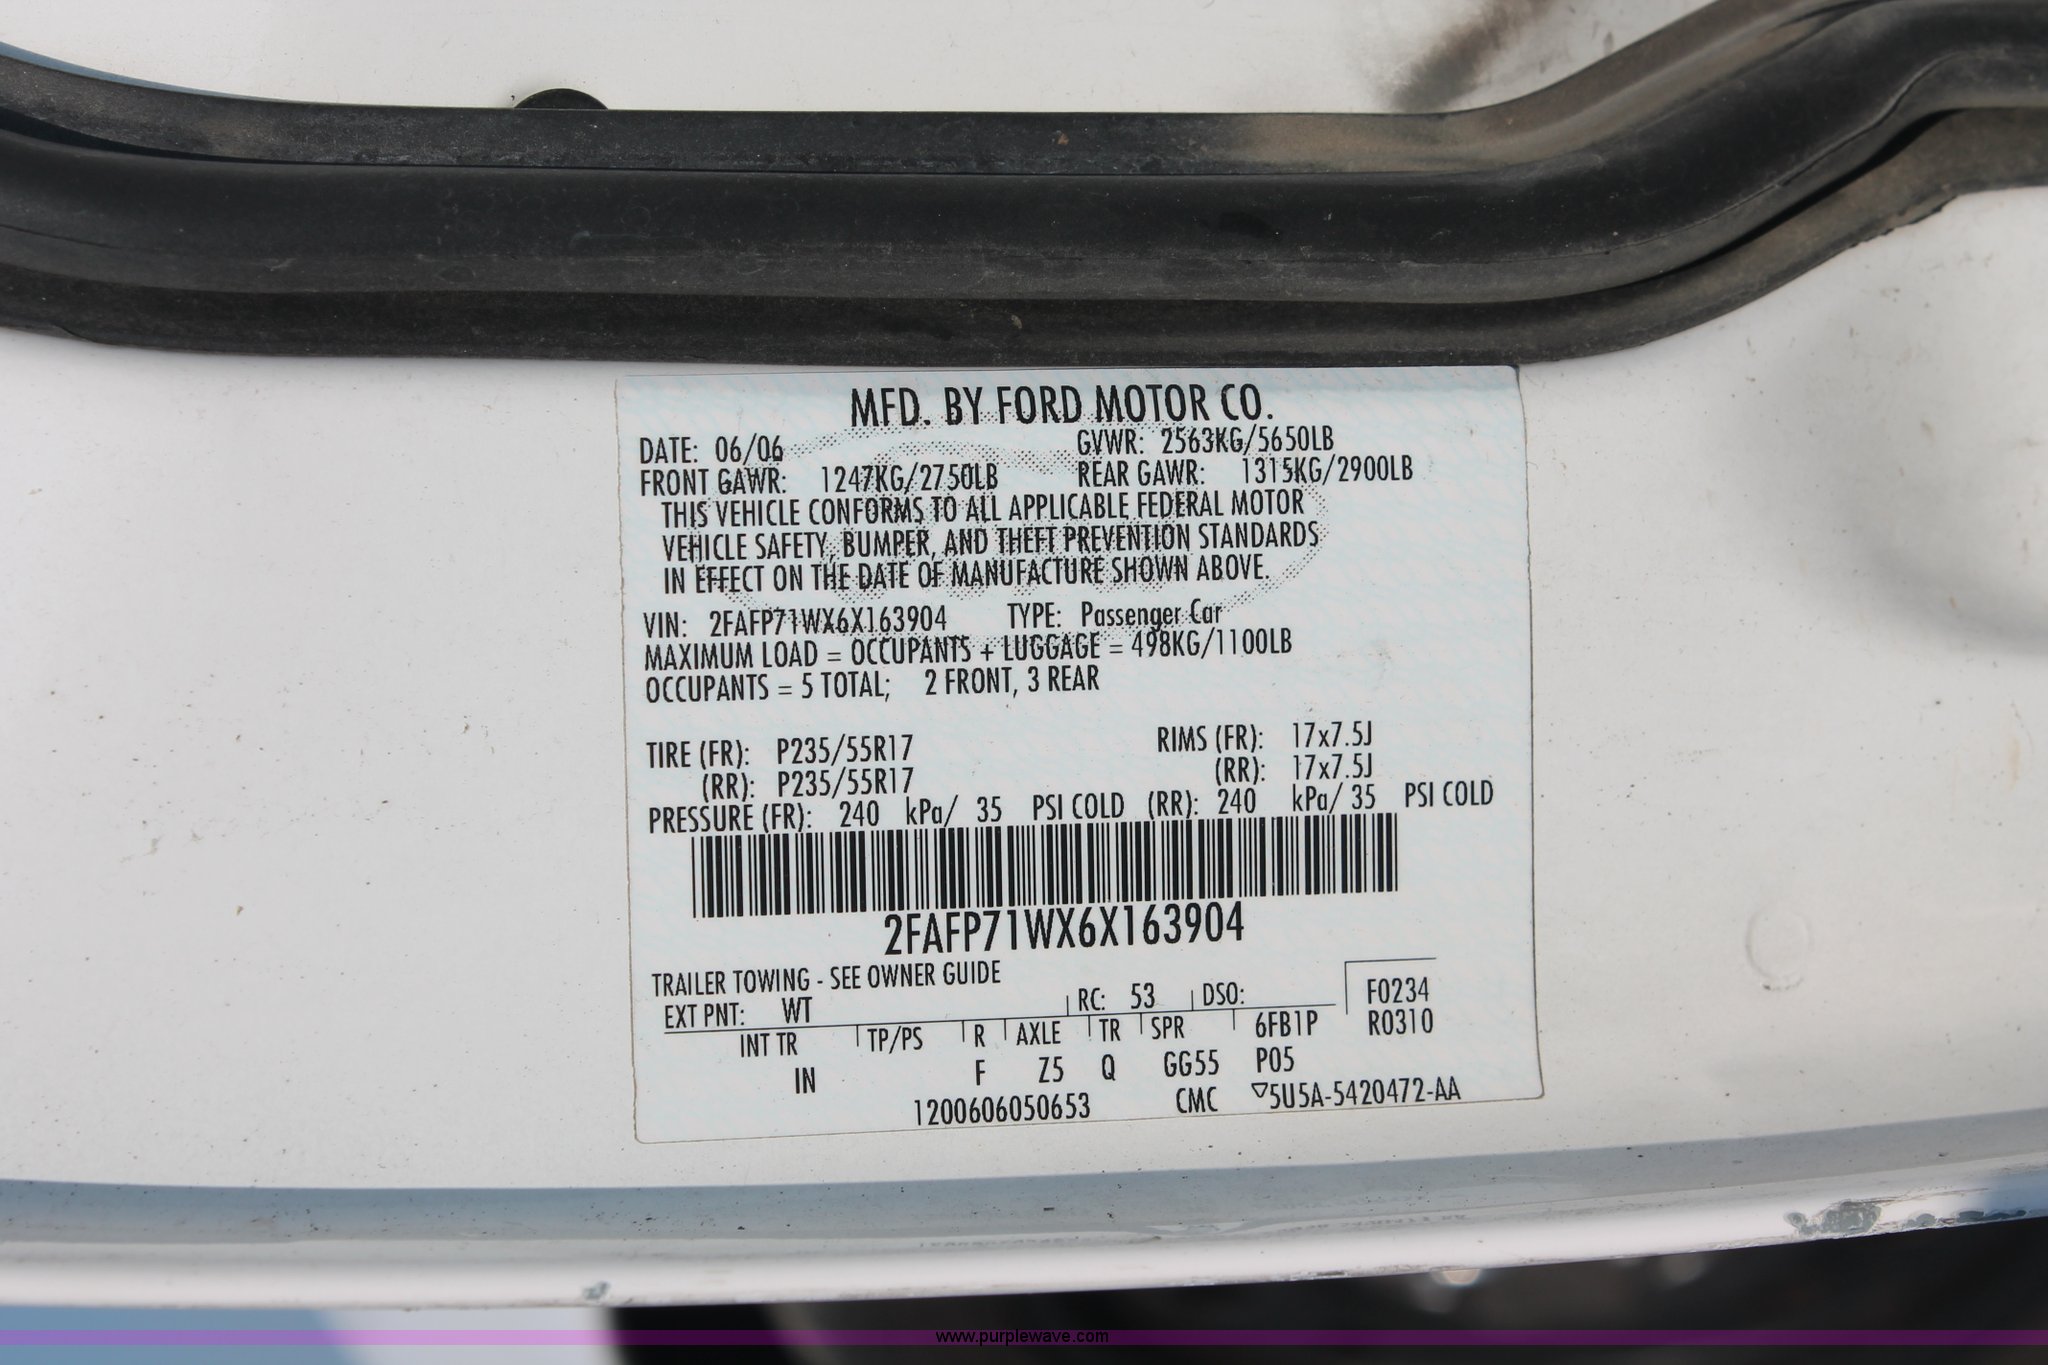 MFD. BY FORD MOTOR CO.
DATE: 06/06 GVWR: 2563KG/5650LB
FRONT GAWR: 1247KG/2750LB REAR GAWR: 1315KG/2900LB
THIS VEHICLE CONFORMS TO ALL APPLICABLE FEDERAL MOTOR
VEHICLE SAFETY, BUMPER, AND THEFT PREVENTION STANDARDS
IN EFFECT ON THE DATE OF MANUFACTURE SHOWN ABOVE.
VIN: 2FAFP71WX6X163904 TYPE: Passenger Car
MAXIMUM LOAD = OCCUPANTS + LUGGAGE = 498KG/1100LB
OCCUPANTS = 5 TOTAL; 2 FRONT, 3 REAR
TIRE (FR): P235/55R17 RIMS (FR): 17x7.5J
(RR): P235/55R17 (RR): 17x7.5J
PRESSURE (FR): 240 kPa/ 35 PSI COLD (RR): 240 kPa/ 35 PSI COLD
2FAFP71WX6X163904
TRAILER TOWING - SEE OWNER GUIDE
EXT PNT: WT RC: 53 DSO: F0234
INT TR TP/PS R AXLE TR SPR 6FB1P R0310
IN F Z5 Q GG55 P05
1200606050653 CMC ▽5U5A-5420472-AA
www.purplewave.com